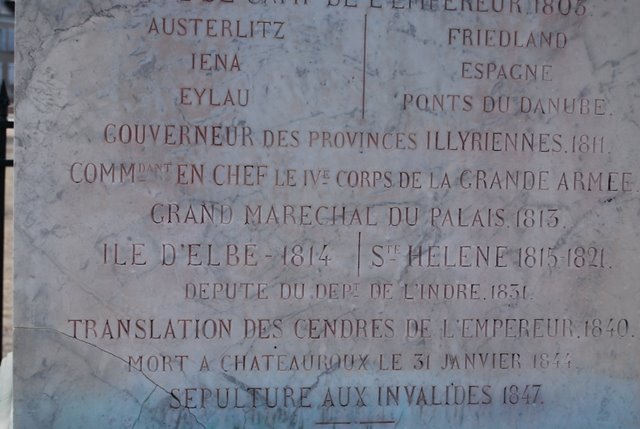 DE CAMP DE L'EMPEREUR. 1805.
AUSTERLITZ
IENA
EYLAU
FRIEDLAND
ESPAGNE
PONTS DU DANUBE.
GOUVERNEUR DES PROVINCES ILLYRIENNES. 1811.
COMMDANT EN CHEF LE IVE CORPS DE LA GRANDE ARMEE
GRAND MARECHAL DU PALAIS. 1813.
ILE D'ELBE - 1814 | STE HELENE 1815-1821.
DEPUTE DU DEPT DE L'INDRE. 1831.
TRANSLATION DES CENDRES DE L'EMPEREUR. 1840.
MORT A CHATEAUROUX LE 31 JANVIER 1844.
SEPULTURE AUX INVALIDES 1847.